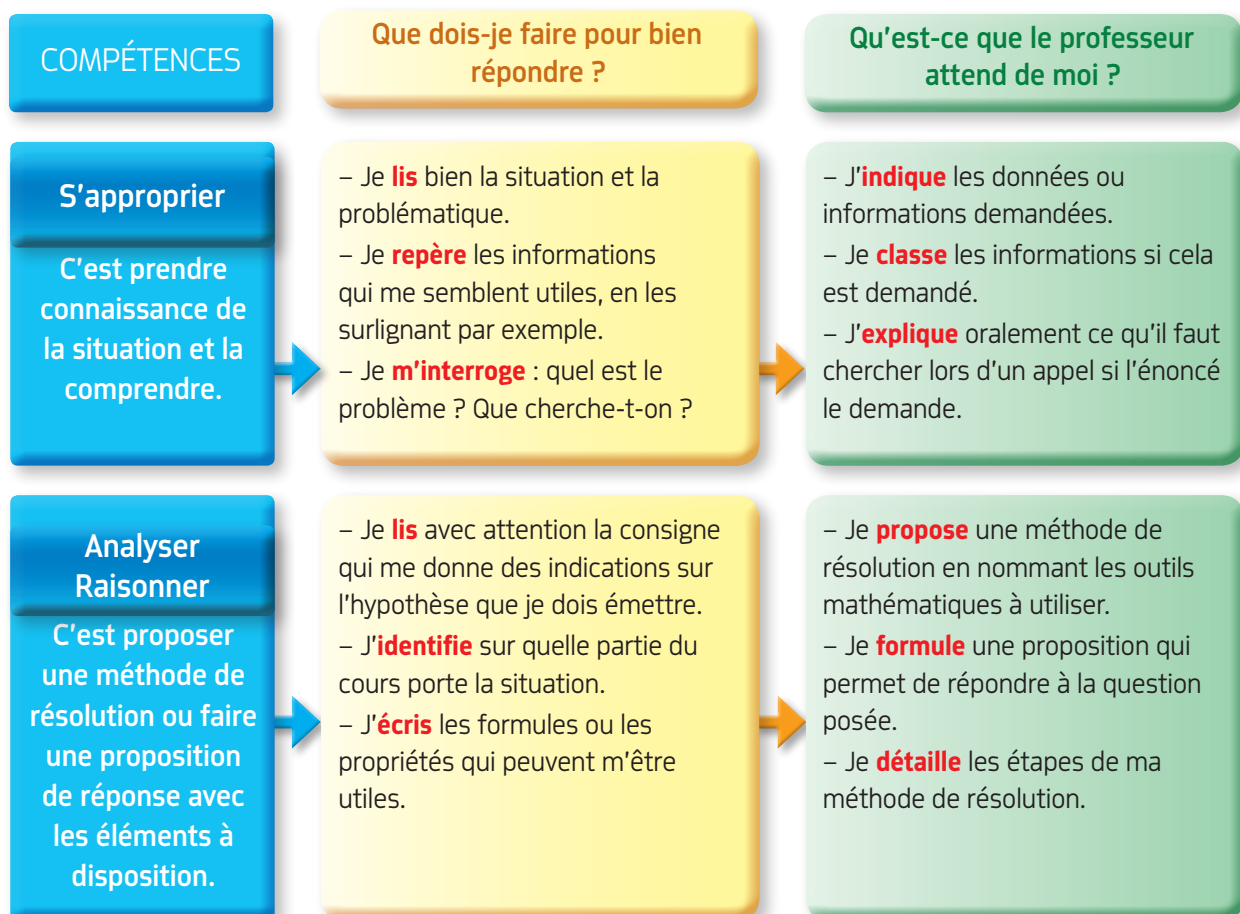 COMPÉTENCES
Que dois-je faire pour bien
répondre ?
Qu'est-ce que le professeur
attend de moi ?
S'approprier
C'est prendre
connaissance de
la situation et la
comprendre.
– Je lis bien la situation et la
problématique.
– Je repère les informations
qui me semblent utiles, en les
surlignant par exemple.
– Je m'interroge : quel est le
problème ? Que cherche-t-on ?
– J'indique les données ou
informations demandées.
– Je classe les informations si cela
est demandé.
– J'explique oralement ce qu'il faut
chercher lors d'un appel si l'énoncé
le demande.
Analyser
Raisonner
C'est proposer
une méthode de
résolution ou faire
une proposition
de réponse avec
les éléments à
disposition.
– Je lis avec attention la consigne
qui me donne des indications sur
l'hypothèse que je dois émettre.
– J'identifie sur quelle partie du
cours porte la situation.
– J'écris les formules ou les
propriétés qui peuvent m'être
utiles.
– Je propose une méthode de
résolution en nommant les outils
mathématiques à utiliser.
– Je formule une proposition qui
permet de répondre à la question
posée.
– Je détaille les étapes de ma
méthode de résolution.